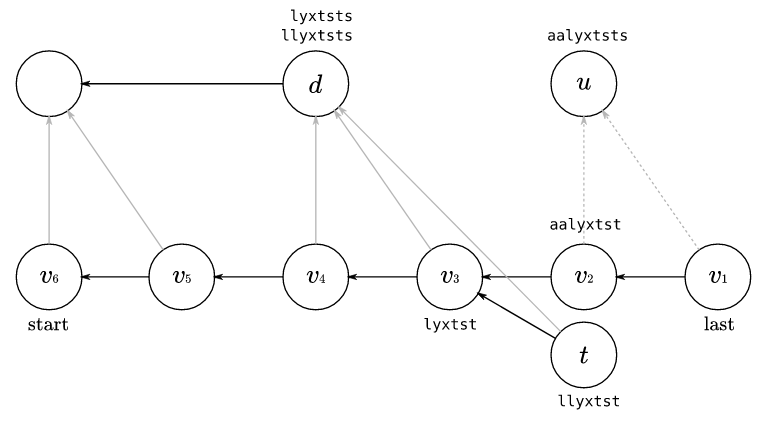 lyxtsts
llyxtsts
aalyxtsts
d
u
aalyxtst
v₆
v₅
v₄
v₃
v₂
v₁
start
lyxtst
last
t
llyxtst